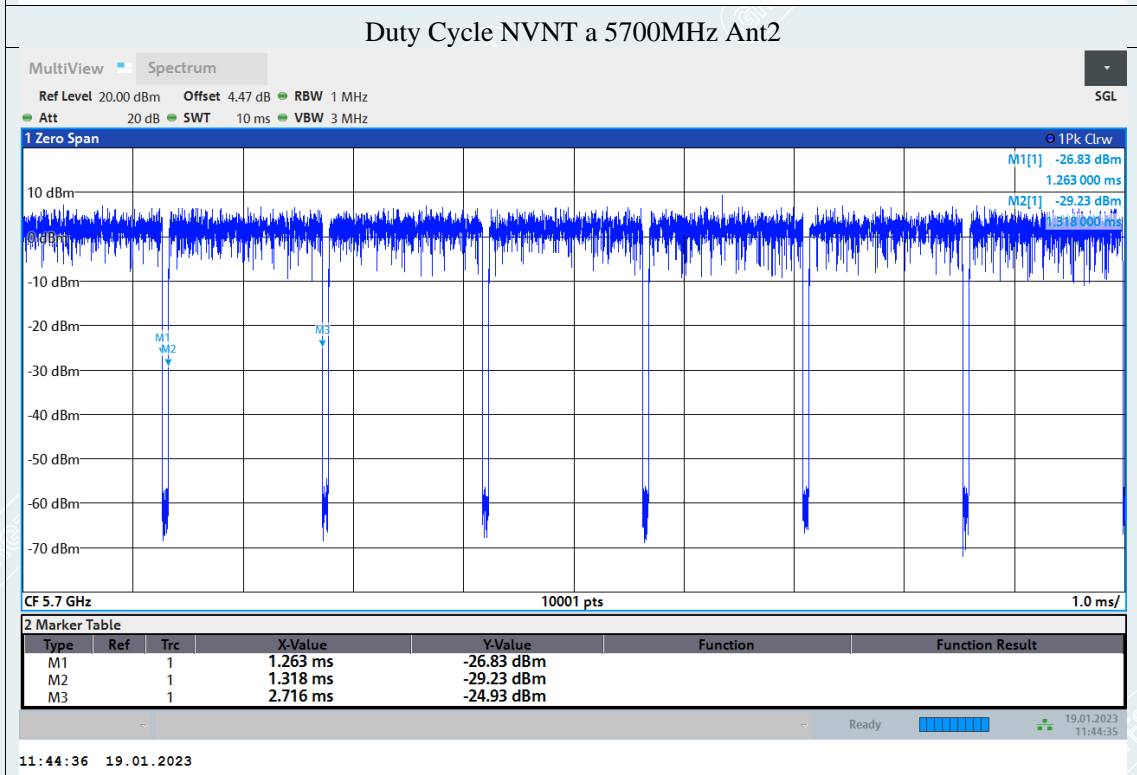 Duty Cycle NVNT a 5700MHz Ant2
MultiView Spectrum
Ref Level 20.00 dBm Offset 4.47 dB RBW 1 MHz SGL
Att 20 dB SWT 10 ms VBW 3 MHz
1 Zero Span 1Pk Clrw
M1[1] -26.83 dBm
1.263 000 ms
10 dBm
M2[1] -29.23 dBm
1.318 000 ms
0 dBm
-10 dBm
-20 dBm
M3
M1
M2
-30 dBm
-40 dBm
-50 dBm
-60 dBm
-70 dBm
CF 5.7 GHz 10001 pts 1.0 ms/
2 Marker Table
Type Ref Trc X-Value Y-Value Function Function Result
M1 1 1.263 ms -26.83 dBm
M2 1 1.318 ms -29.23 dBm
M3 1 2.716 ms -24.93 dBm
Ready 19.01.2023
11:44:35
11:44:36 19.01.2023